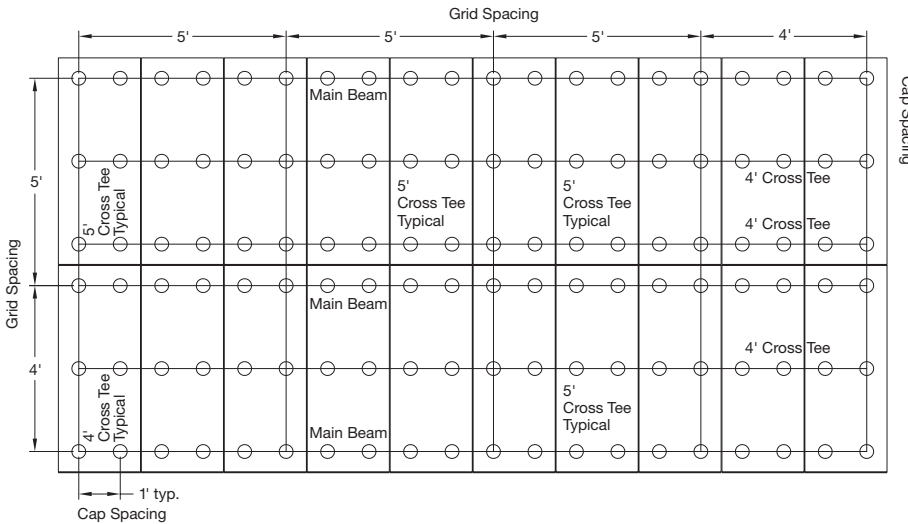 Grid Spacing
5'
5'
5'
4'
Main Beam
Cap Spacing
5'
5'
Cross Tee
Typical
5'
Cross Tee
Typical
5'
Cross Tee
Typical
4' Cross Tee
4' Cross Tee
Grid Spacing
Main Beam
4'
4' Cross Tee
4'
Cross Tee
Typical
5'
Cross Tee
Typical
Main Beam
1' typ.
Cap Spacing